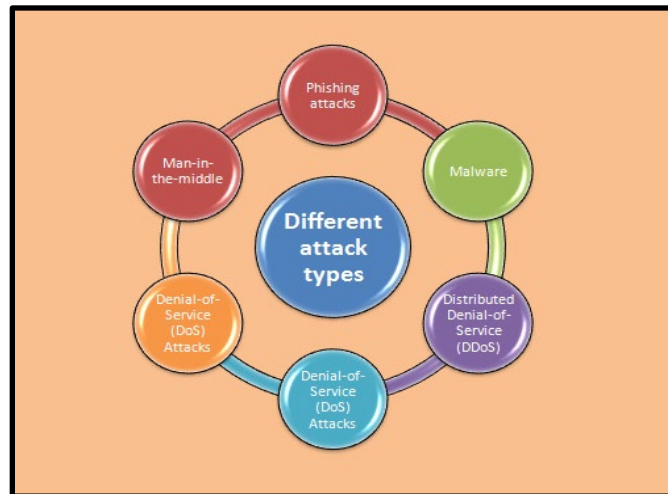 Phishing
attacks
Man-in-
the-middle
Malware
Different
attack
types
Denial-of-
Service
(DoS)
Attacks
Distributed
Denial-of-
Service
(DDoS)
Denial-of-
Service
(DoS)
Attacks